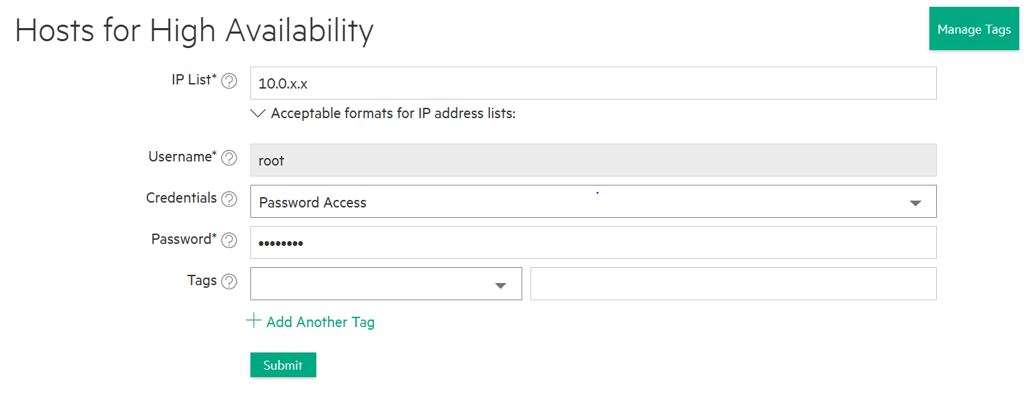 Hosts for High Availability
Manage Tags
IP List* ?
10.0.x.x
Acceptable formats for IP address lists:
Username* ?
root
Credentials ?
Password Access
Password* ?
••••••••
Tags ?
+ Add Another Tag
Submit